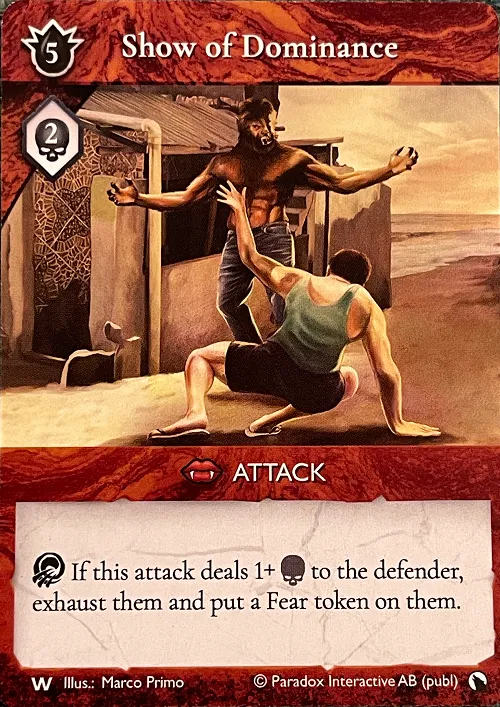 5 Show of Dominance
2
ATTACK
If this attack deals 1+ to the defender,
exhaust them and put a Fear token on them.
W Illus.: Marco Primo © Paradox Interactive AB (publ)